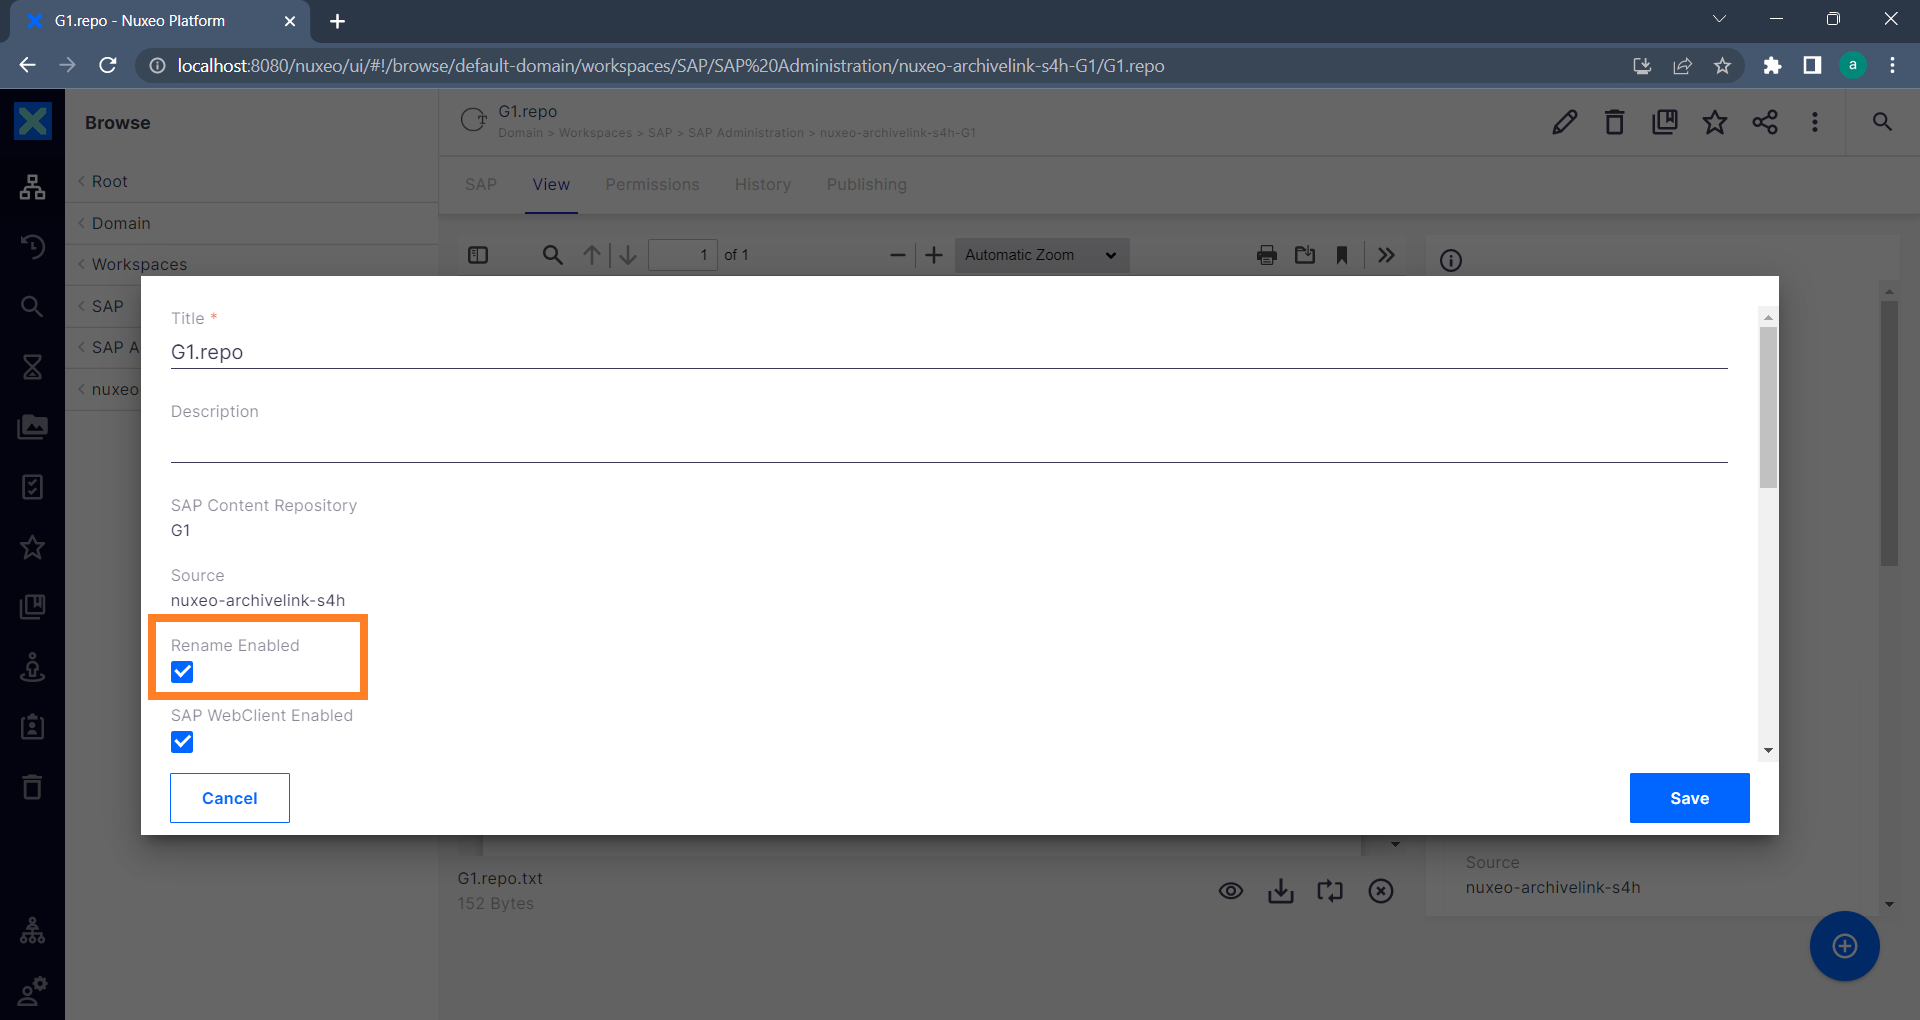 G1.repo - Nuxeo Platform
localhost:8080/nuxeo/ui/#!/browse/default-domain/workspaces/SAP/SAP%20Administration/nuxeo-archivelink-s4h-G1/G1.repo
a
Browse
Root
Domain
Workspaces
SAP
SAP A
nuxeo
G1.repo
Domain > Workspaces > SAP > SAP Administration > nuxeo-archivelink-s4h-G1
SAP View Permissions History Publishing
1 of 1
Automatic Zoom
Title *
G1.repo
Description
SAP Content Repository
G1
Source
nuxeo-archivelink-s4h
Rename Enabled
SAP WebClient Enabled
Cancel
Save
G1.repo.txt
152 Bytes
Source
nuxeo-archivelink-s4h